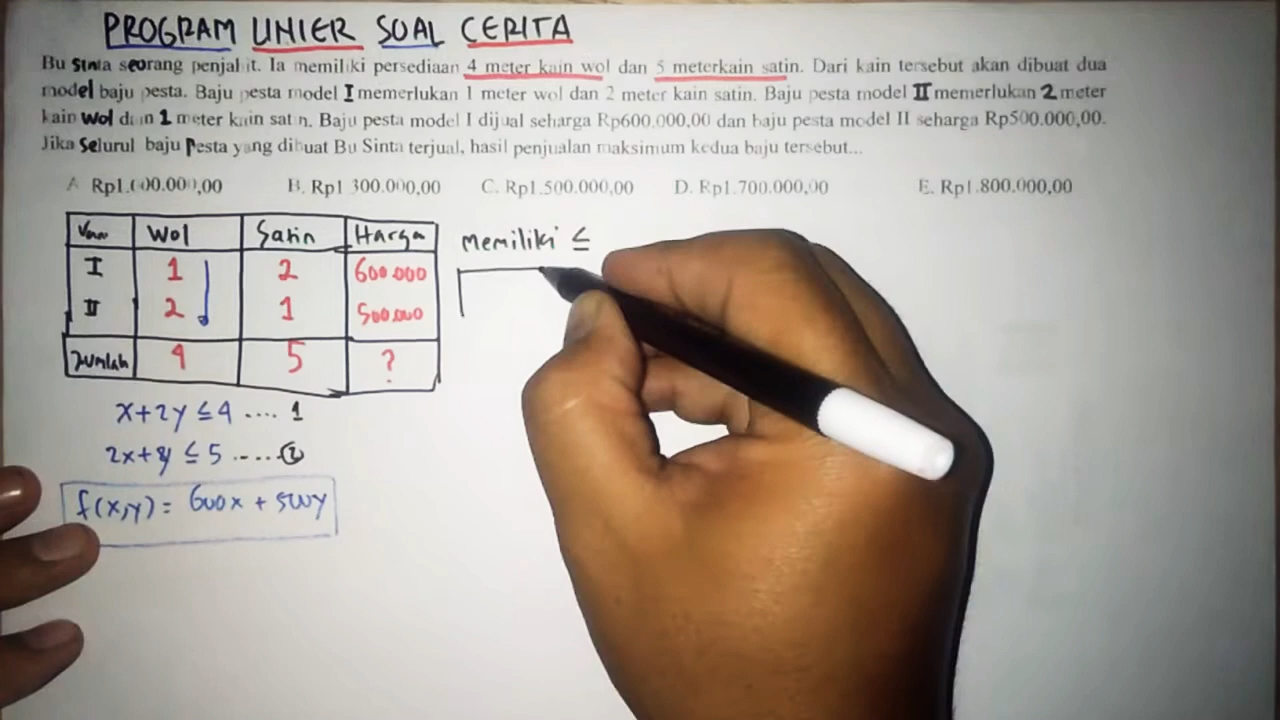 PROGRAM LINIER SOAL CERITA
Bu Sinta seorang penjahit. Ia memiliki persediaan 4 meter kain wol dan 5 meterkain satin. Dari kain tersebut akan dibuat dua
model baju pesta. Baju pesta model I memerlukan 1 meter wol dan 2 meter kain satin. Baju pesta model II memerlukan 2 meter
kain wol dan 1 meter kain satin. Baju pesta model I dijual seharga Rp600.000,00 dan baju pesta model II seharga Rp500.000,00.
Jika Selurul baju Pesta yang dibuat Bu Sinta terjual, hasil penjualan maksimum kedua baju tersebut...
A Rp1.000.000,00 B. Rp1 300.000,00 C. Rp1.500.000,00 D. Rp1.700.000,00 E. Rp1.800.000,00
Var Wol Satin Harga
I 1 2 600.000
II 2 1 500.000
Jumlah 4 5 ?
Memiliki ≤
x+2y ≤ 4 .... 1
2x+y ≤ 5 ..... 2
f(x,y) = 600x + 500y